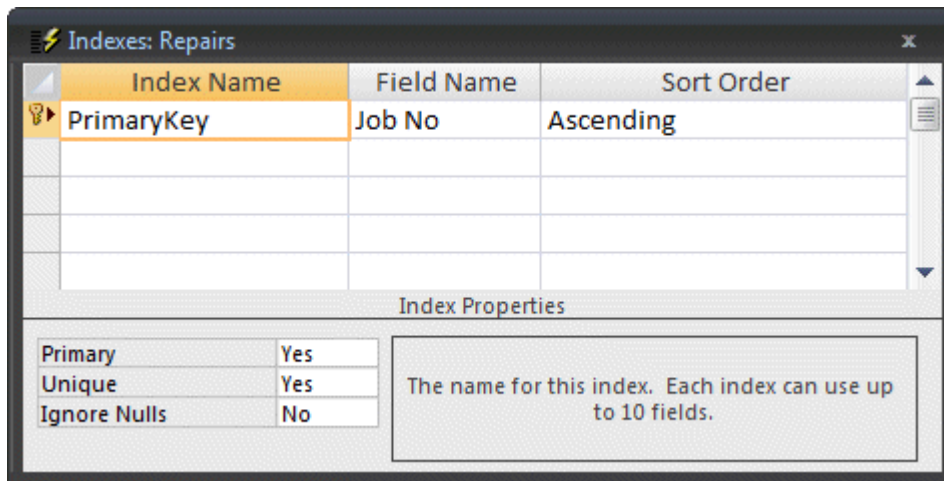 Indexes: Repairs
Index Name Field Name Sort Order
PrimaryKey Job No Ascending
Index Properties
Primary Yes
Unique Yes
Ignore Nulls No
The name for this index. Each index can use up
to 10 fields.